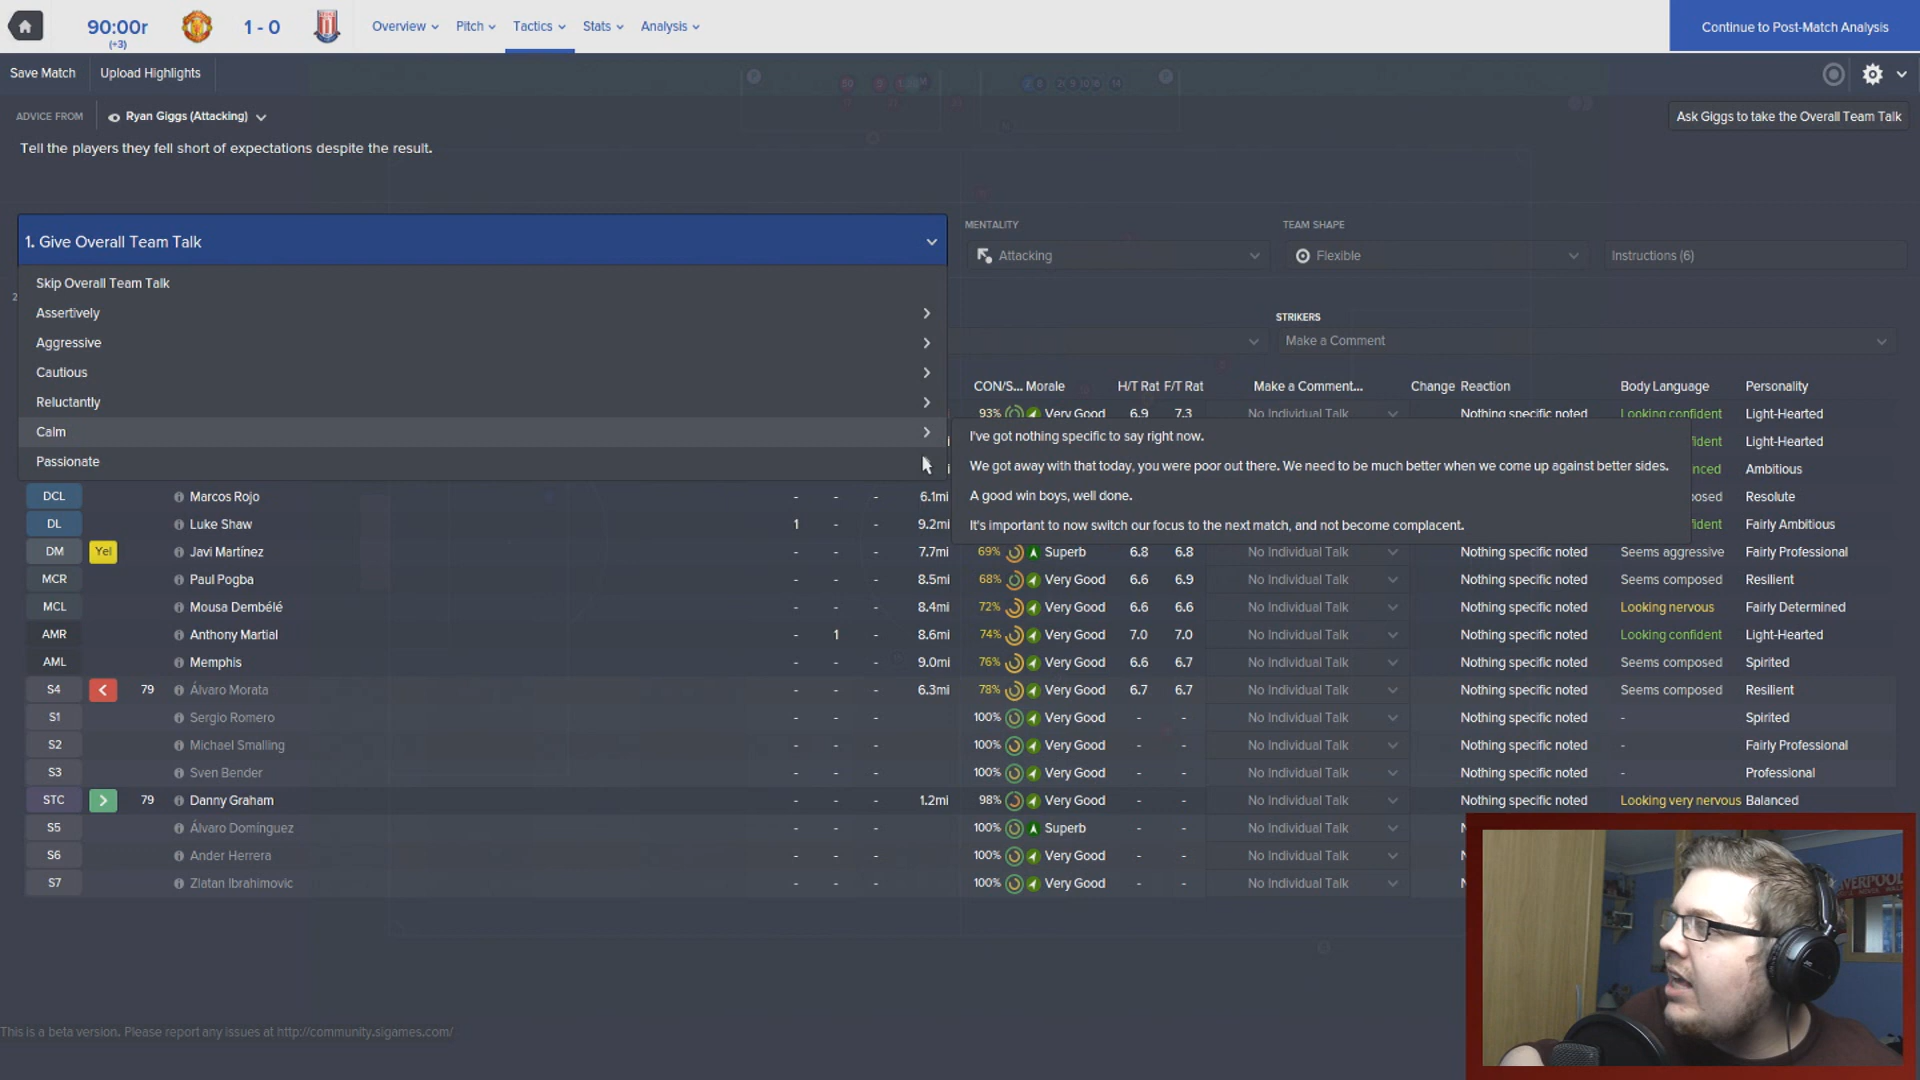 90:00r
(+3)
1 - 0
Overview Pitch Tactics Stats Analysis
Continue to Post-Match Analysis
Save Match Upload Highlights
ADVICE FROM Ryan Giggs (Attacking)
Ask Giggs to take the Overall Team Talk
Tell the players they fell short of expectations despite the result.
1. Give Overall Team Talk
MENTALITY TEAM SHAPE
Attacking Flexible Instructions (6)
Skip Overall Team Talk
Assertively
Aggressive
Cautious
Reluctantly
Calm
Passionate
STRIKERS
Make a Comment
CON/S... Morale H/T Rat F/T Rat Make a Comment... Change Reaction Body Language Personality
93% Very Good 6.9 7.3 No Individual Talk Nothing specific noted Looking confident Light-Hearted
Light-Hearted
Ambitious
I've got nothing specific to say right now.
We got away with that today, you were poor out there. We need to be much better when we come up against better sides.
A good win boys, well done.
It's important to now switch our focus to the next match, and not become complacent.
DCL Marcos Rojo - - - 6.1mi Resolute
DL Luke Shaw 1 - - 9.2mi Fairly Ambitious
DM Yel Javi Martínez - - - 7.7mi 69% Superb 6.8 6.8 No Individual Talk Nothing specific noted Seems aggressive Fairly Professional
MCR Paul Pogba - - - 8.5mi 68% Very Good 6.6 6.9 No Individual Talk Nothing specific noted Seems composed Resilient
MCL Mousa Dembélé - - - 8.4mi 72% Very Good 6.6 6.6 No Individual Talk Nothing specific noted Looking nervous Fairly Determined
AMR Anthony Martial - 1 - 8.6mi 74% Very Good 7.0 7.0 No Individual Talk Nothing specific noted Looking confident Light-Hearted
AML Memphis - - - 9.0mi 76% Very Good 6.6 6.7 No Individual Talk Nothing specific noted Seems composed Spirited
S4 79 Álvaro Morata - - - 6.3mi 78% Very Good 6.7 6.7 No Individual Talk Nothing specific noted Seems composed Resilient
S1 Sergio Romero - - - 100% Very Good - - No Individual Talk Nothing specific noted - Spirited
S2 Michael Smalling - - - 100% Very Good - - No Individual Talk Nothing specific noted - Fairly Professional
S3 Sven Bender - - - 100% Very Good - - No Individual Talk Nothing specific noted - Professional
STC 79 Danny Graham - - - 1.2mi 98% Very Good - - No Individual Talk Nothing specific noted Looking very nervous Balanced
S5 Álvaro Domínguez - - - 100% Superb - - No Individual Talk
S6 Ander Herrera - - - 100% Very Good - - No Individual Talk
S7 Zlatan Ibrahimovic - - - 100% Very Good - - No Individual Talk
This is a beta version. Please report any issues at http://community.sigames.com/